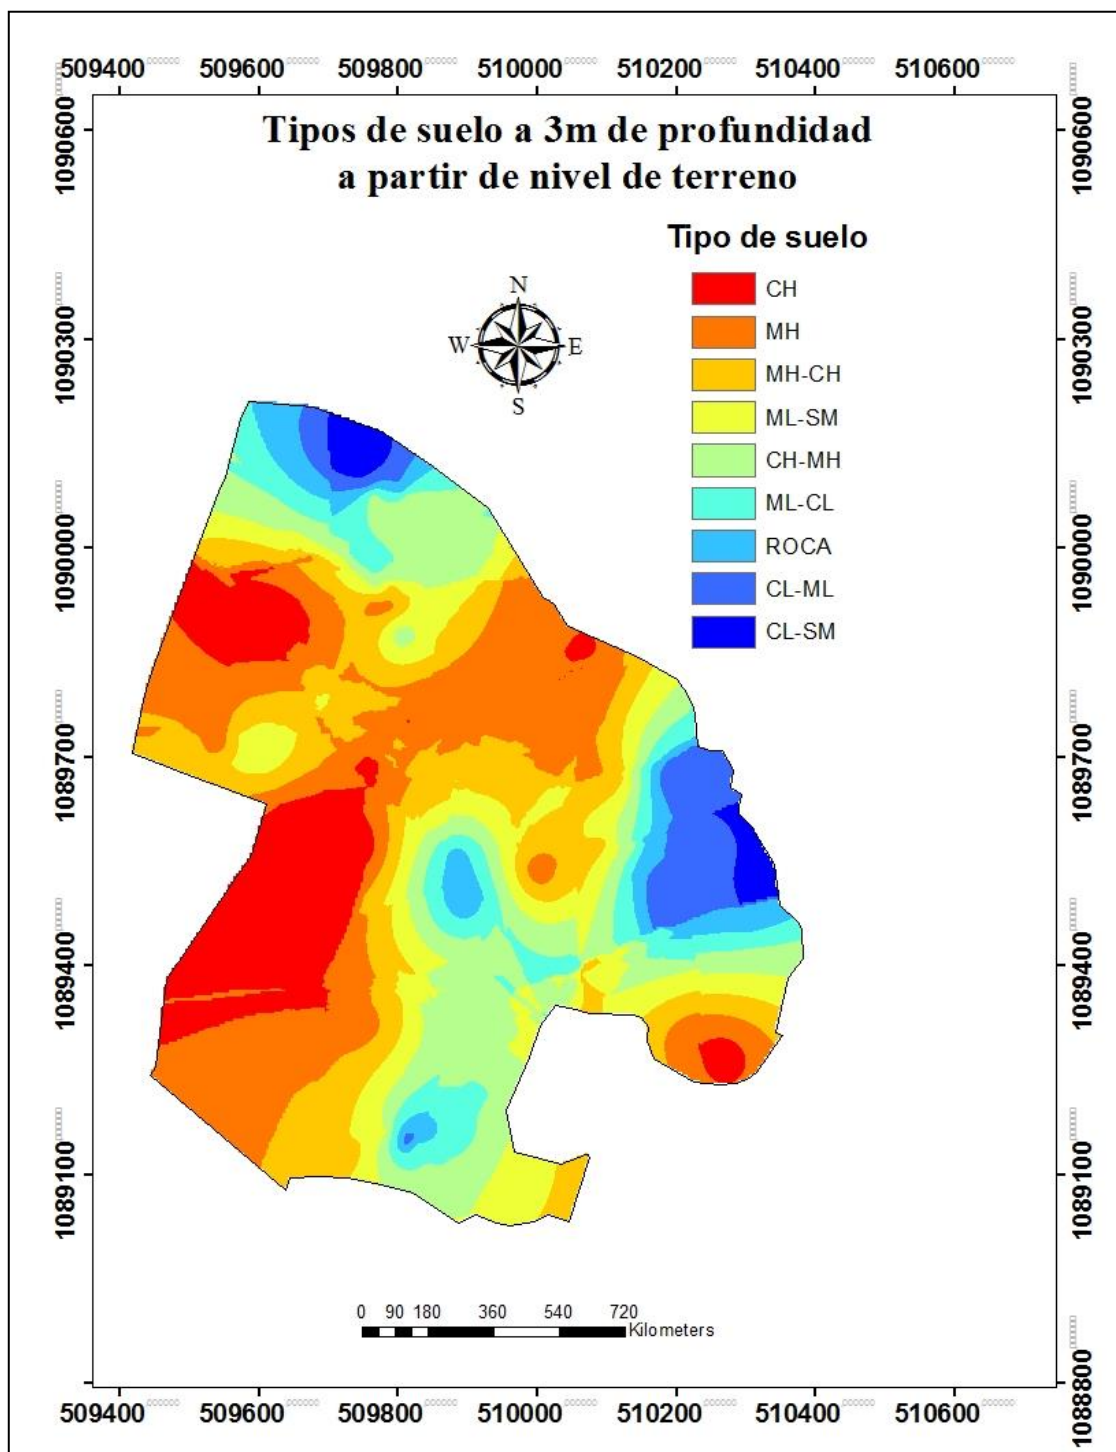 509400 509600 509800 510000 510200 510400 510600
1090600
1090600
Tipos de suelo a 3m de profundidad
a partir de nivel de terreno
Tipo de suelo
CH
MH
MH-CH
ML-SM
CH-MH
ML-CL
ROCA
CL-ML
CL-SM
N
W
E
S
1090300
1090300
1090000
1090000
1089700
1089700
1089400
1089400
1089100
1089100
1088800
1088800
0 90 180 360 540 720
Kilometers
509400 509600 509800 510000 510200 510400 510600